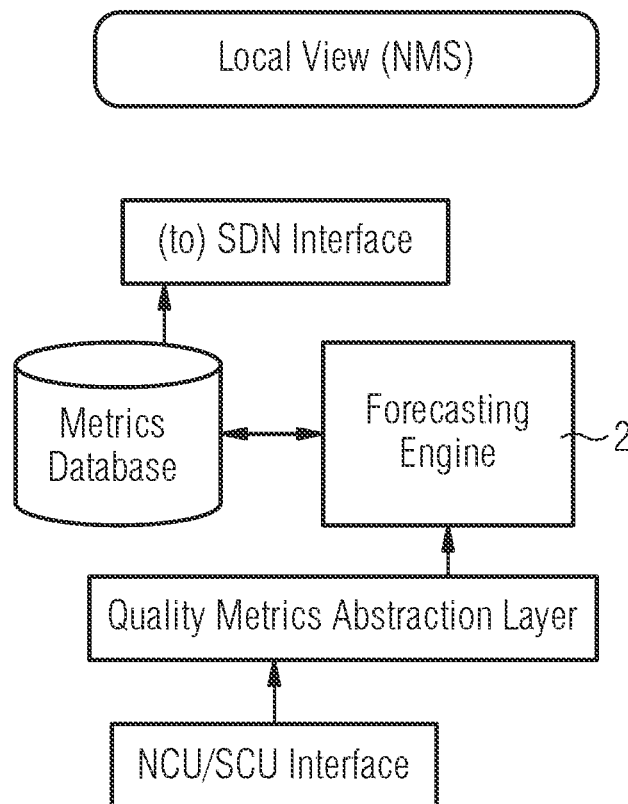 Local View (NMS)
(to) SDN Interface
Metrics
Database
Forecasting
Engine
2
Quality Metrics Abstraction Layer
NCU/SCU Interface